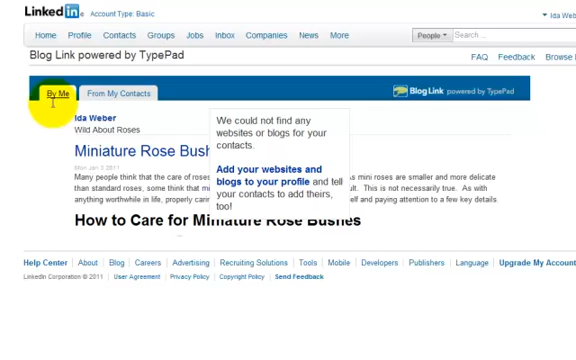 Linked in Account Type: Basic Ida Web
Home Profile Contacts Groups Jobs Inbox Companies News More People Search...
Blog Link powered by TypePad FAQ Feedback Browse
By Me From My Contacts Blog Link powered by TypePad
Ida Weber
Wild About Roses
Miniature Rose Bush
Mon Jan 3, 2011
Many people think that the care of roses mini roses are smaller and more delicate
than standard roses, some think that mi ult. This is not necessarily true. As with
anything worthwhile in life, properly carin f and paying attention to a few key details.
How to Care for Miniature Rose Bushes
We could not find any
websites or blogs for your
contacts.
Add your websites and
blogs to your profile and tell
your contacts to add theirs,
too!
Help Center About Blog Careers Advertising Recruiting Solutions Tools Mobile Developers Publishers Language Upgrade My Account
LinkedIn Corporation © 2011 User Agreement Privacy Policy Copyright Policy Send Feedback